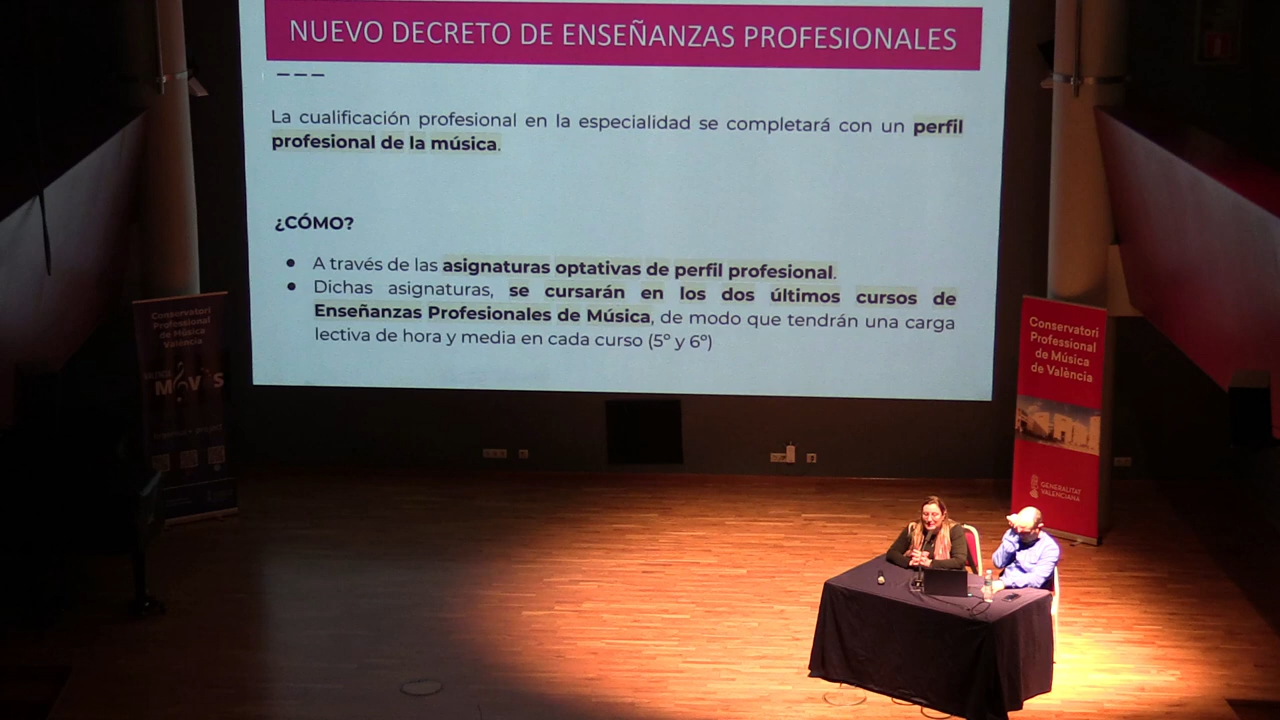 NUEVO DECRETO DE ENSEÑANZAS PROFESIONALES
La cualificación profesional en la especialidad se completará con un perfil
profesional de la música.
¿CÓMO?
● A través de las asignaturas optativas de perfil profesional.
● Dichas asignaturas, se cursarán en los dos últimos cursos de
Enseñanzas Profesionales de Música, de modo que tendrán una carga
lectiva de hora y media en cada curso (5º y 6º)
Conservatori
Professional
de Música
València
Conservatori
Professional
de Música
de València
GENERALITAT
VALENCIANA